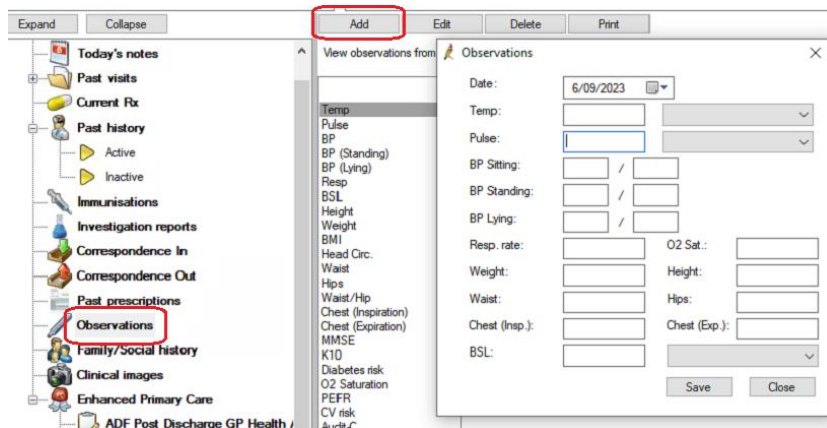 Expand
Collapse
Add
Edit
Delete
Print
Today's notes
Past visits
Current Rx
Past history
Active
Inactive
Immunisations
Investigation reports
Correspondence In
Correspondence Out
Past prescriptions
Observations
Family/Social history
Clinical images
Enhanced Primary Care
ADF Post Discharge GP Health
View observations from
Temp
Pulse
BP
BP (Standing)
BP (Lying)
Resp
BSL
Height
Weight
BMI
Head Circ.
Waist
Hips
Waist/Hip
Chest (Inspiration)
Chest (Expiration)
MMSE
K10
Diabetes risk
O2 Saturation
PEFR
CV risk
Audit-C
Observations
Date:
6/09/2023
Temp:
Pulse:
BP Sitting: /
BP Standing: /
BP Lying: /
Resp. rate: O2 Sat.:
Weight: Height:
Waist: Hips:
Chest (Insp.): Chest (Exp.):
BSL:
Save
Close